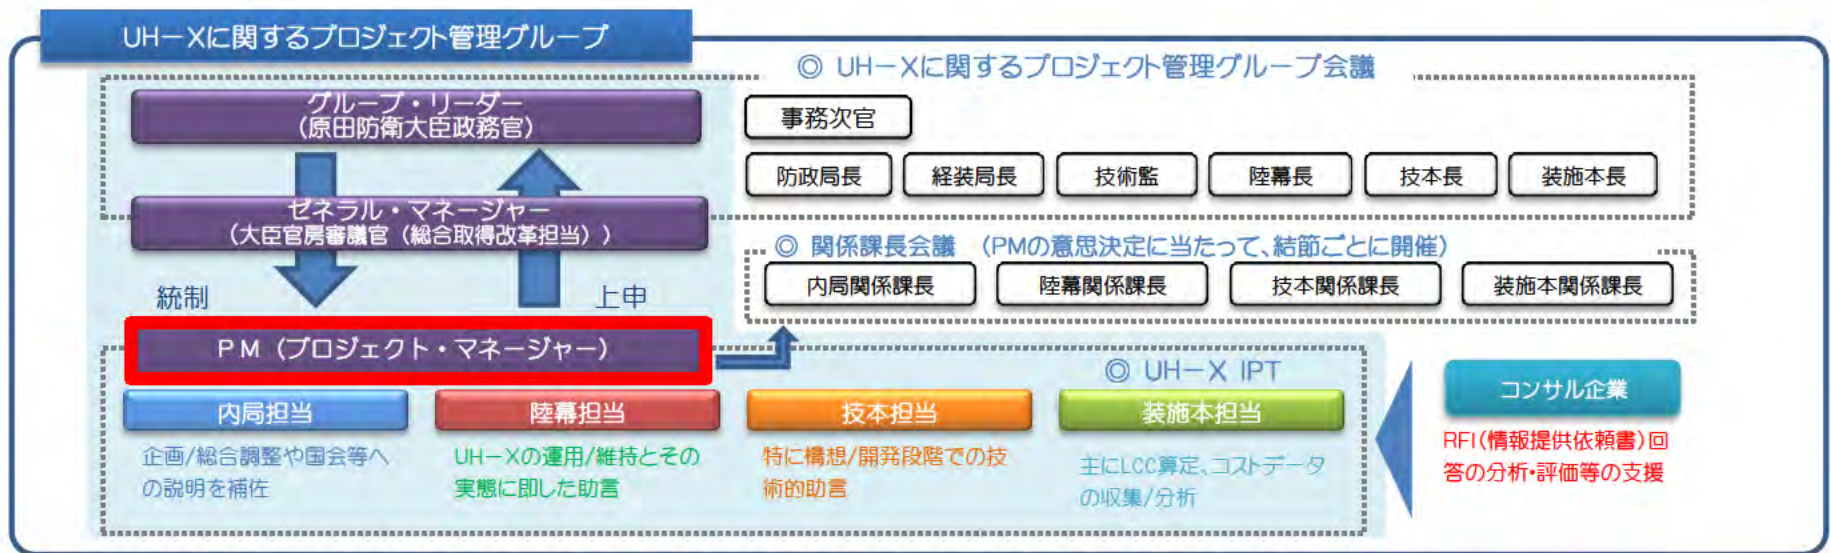 UH-Xに関するプロジェクト管理グループ
◎ UH-Xに関するプロジェクト管理グループ会議
グループ・リーダー
(原田防衛大臣政務官)
事務次官
防政局長
経装局長
技術監
陸幕長
技本長
装施本長
ゼネラル・マネージャー
(大臣官房審議官(総合取得改革担当))
◎ 関係課長会議 (PMの意思決定に当たって、結節ごとに開催)
内局関係課長
陸幕関係課長
技本関係課長
装施本関係課長
統制
上申
PM(プロジェクト・マネージャー)
◎ UH-X IPT
内局担当
企画/総合調整や国会等へ
の説明を補佐
陸幕担当
UH-Xの運用/維持とその
実態に即した助言
技本担当
特に構想/開発段階での技
術的助言
装施本担当
主にLCC算定、コストデータ
の収集/分析
コンサル企業
RFI(情報提供依頼書)回
答の分析・評価等の支援